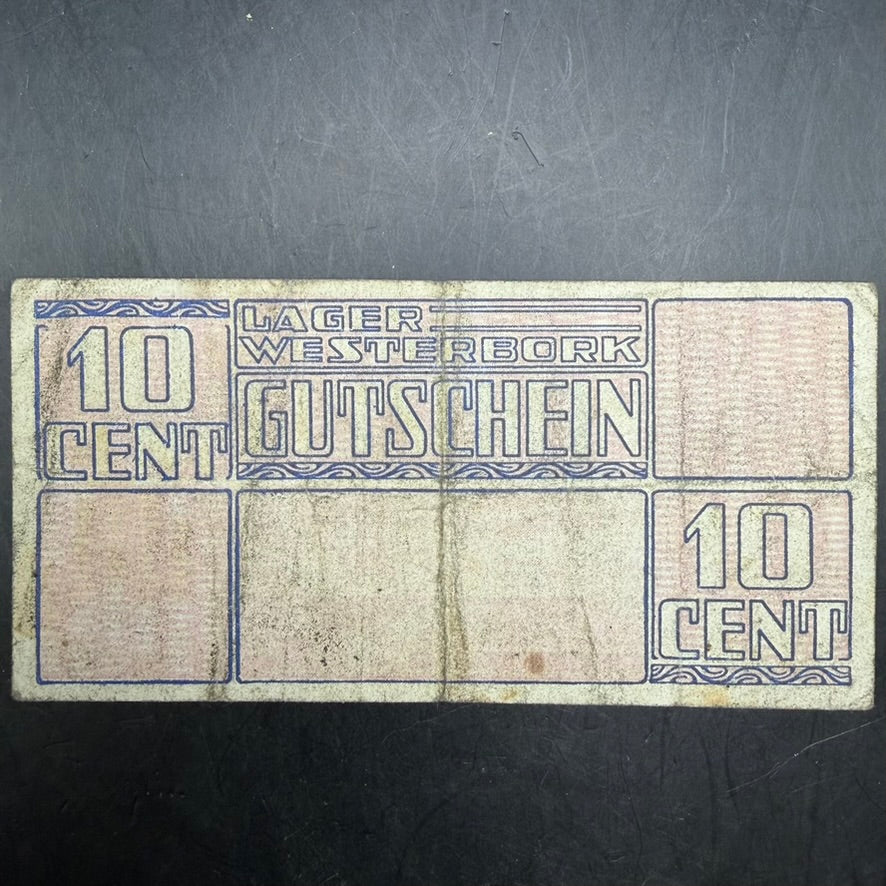 10
CENT
LAGER
WESTERBORK
GUTSCHEIN
10
CENT